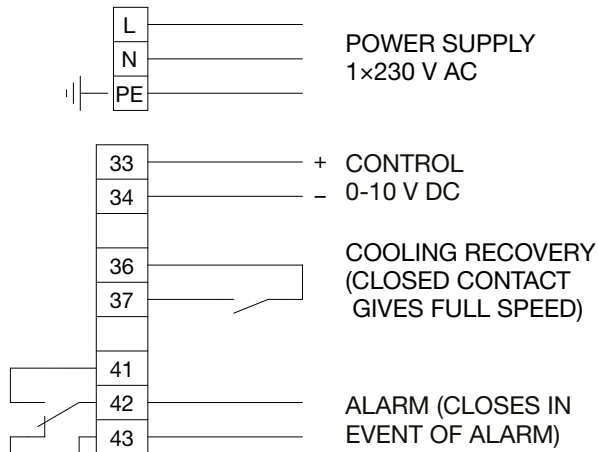 L
N
PE
POWER SUPPLY
1×230 V AC
33
34
+
–
CONTROL
0-10 V DC
36
37
COOLING RECOVERY
(CLOSED CONTACT
GIVES FULL SPEED)
41
42
43
ALARM (CLOSES IN
EVENT OF ALARM)